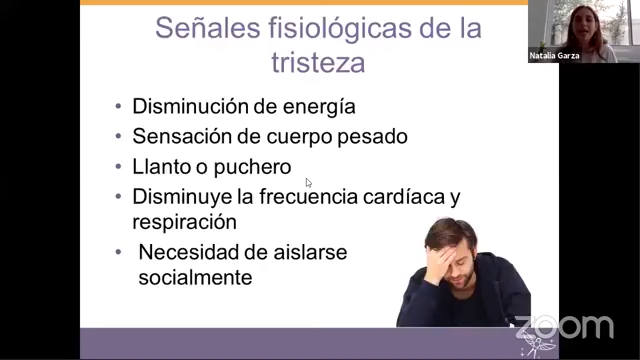 Señales fisiológicas de la
tristeza
Natalia Garza
• Disminución de energía
• Sensación de cuerpo pesado
• Llanto o puchero
• Disminuye la frecuencia cardíaca y
respiración
• Necesidad de aislarse
socialmente
zoom